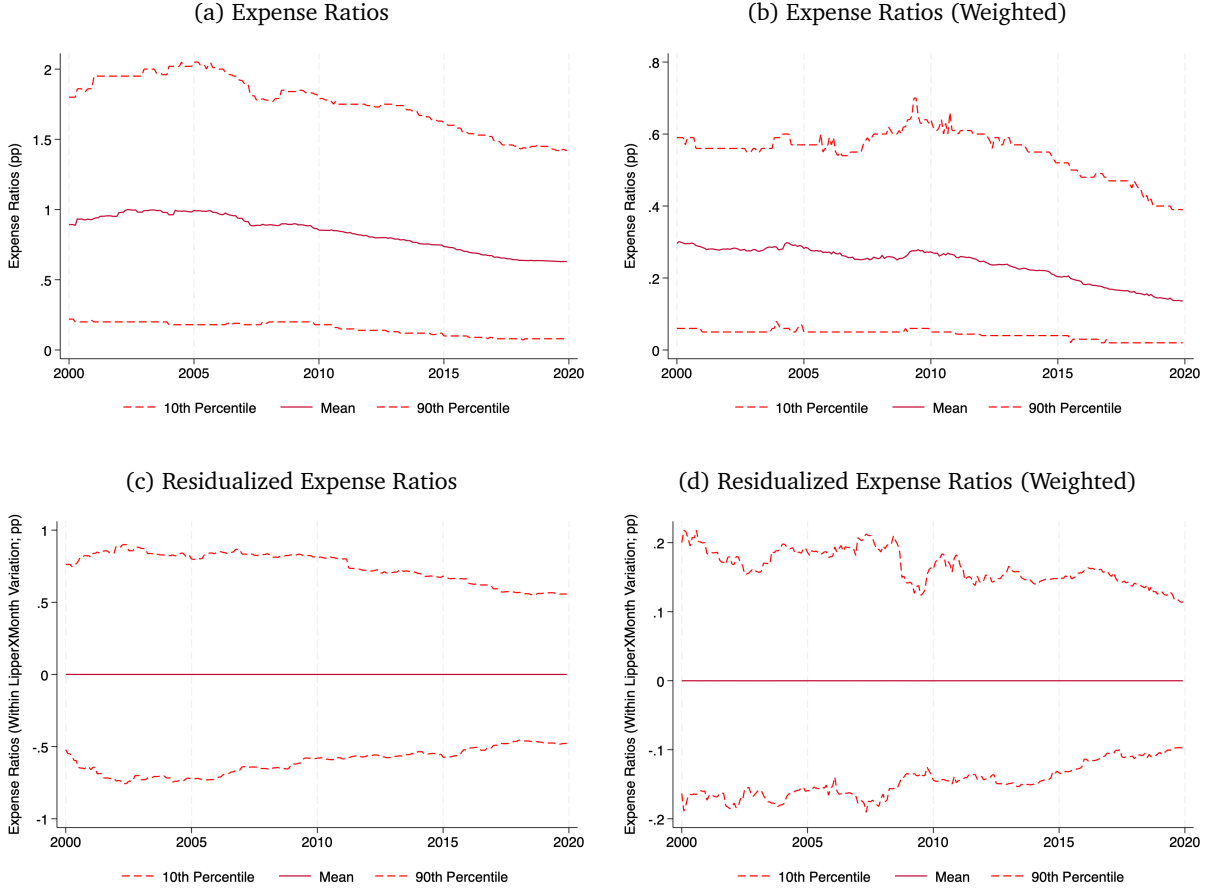 (a) Expense Ratios
Expense Ratios (pp)
2
1.5
1
.5
0
2000 2005 2010 2015 2020
10th Percentile Mean 90th Percentile
(b) Expense Ratios (Weighted)
Expense Ratios (pp)
.8
.6
.4
.2
0
2000 2005 2010 2015 2020
10th Percentile Mean 90th Percentile
(c) Residualized Expense Ratios
Expense Ratios (Within LipperXMonth Variation; pp)
1
.5
0
-.5
-1
2000 2005 2010 2015 2020
10th Percentile Mean 90th Percentile
(d) Residualized Expense Ratios (Weighted)
Expense Ratios (Within LipperXMonth Variation; pp)
.2
.1
0
-.1
-.2
2000 2005 2010 2015 2020
10th Percentile Mean 90th Percentile